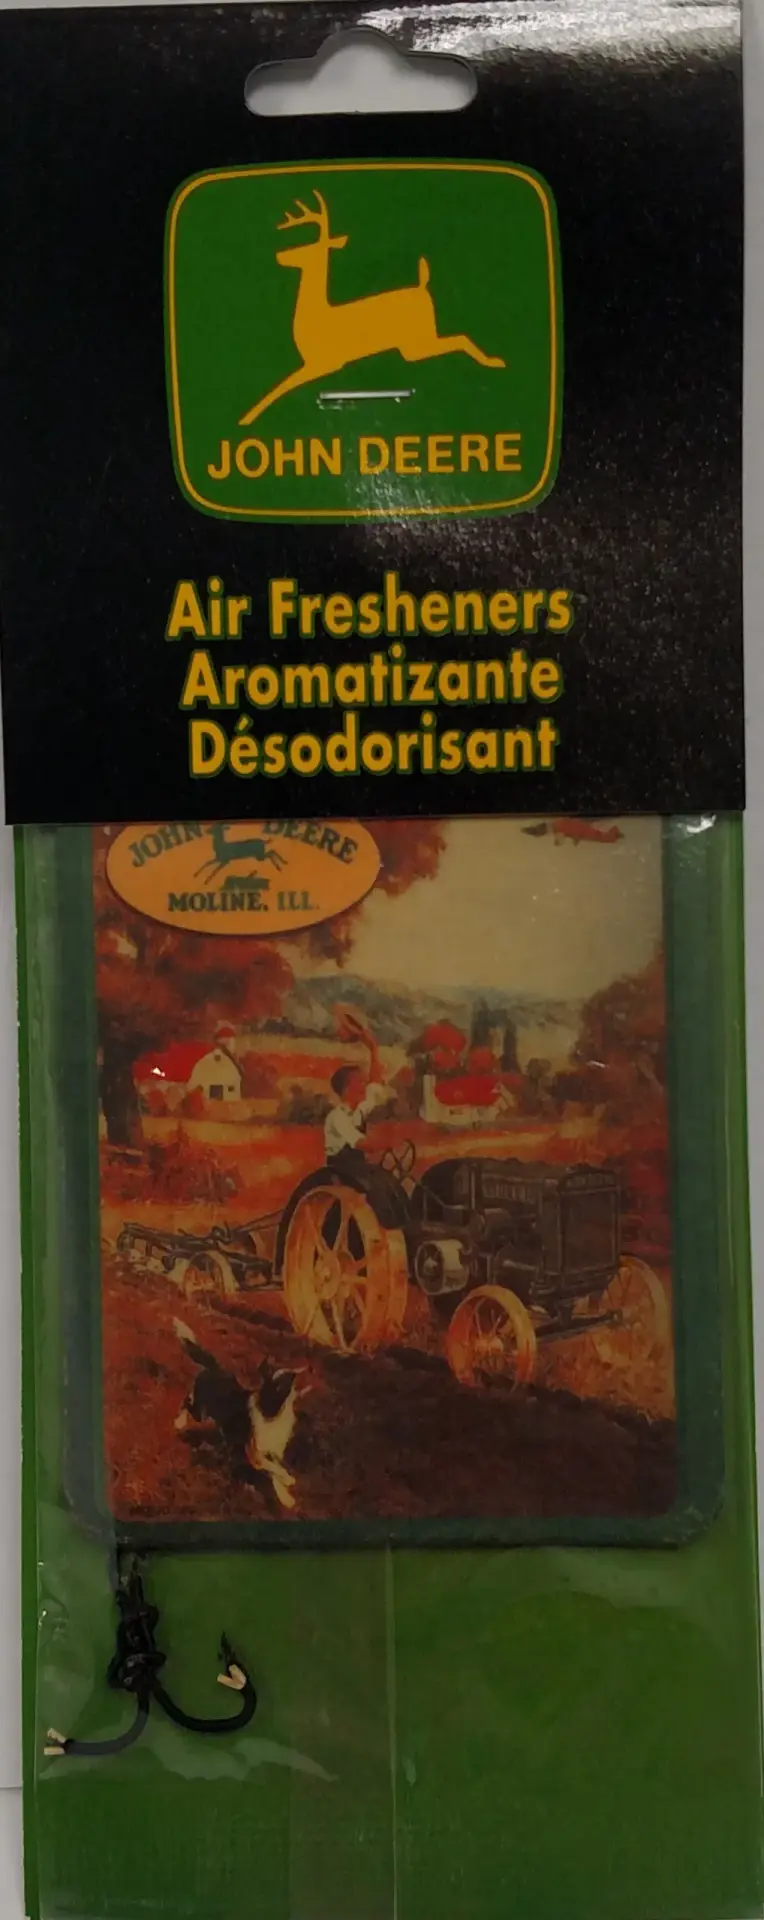 JOHN DEERE
Air Fresheners
Aromatizante
Désodorisant
JOHN DEERE
MOLINE, ILL.